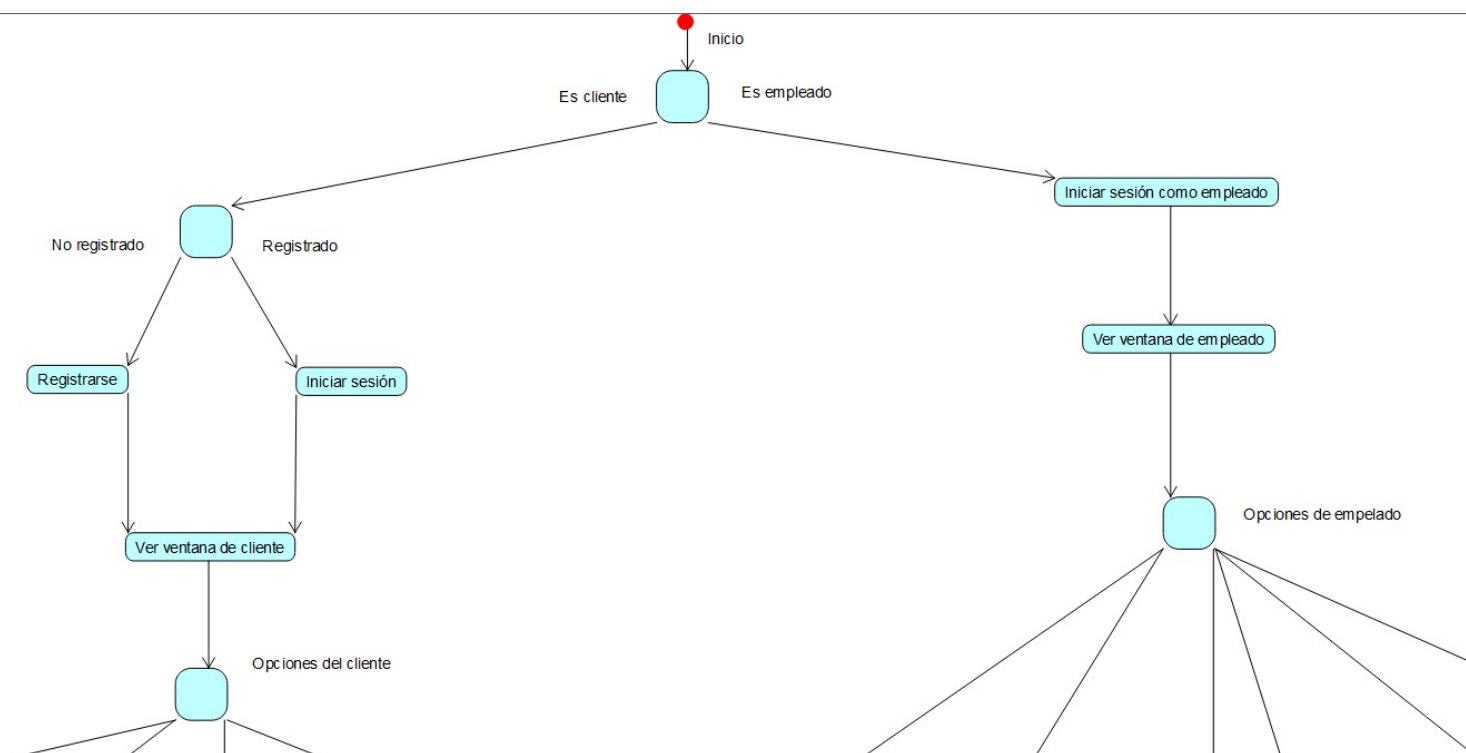 Inicio
Es cliente
Es empleado
Iniciar sesión como empleado
No registrado
Registrado
Ver ventana de empleado
Registrarse
Iniciar sesión
Opciones de empelado
Ver ventana de cliente
Opciones del cliente